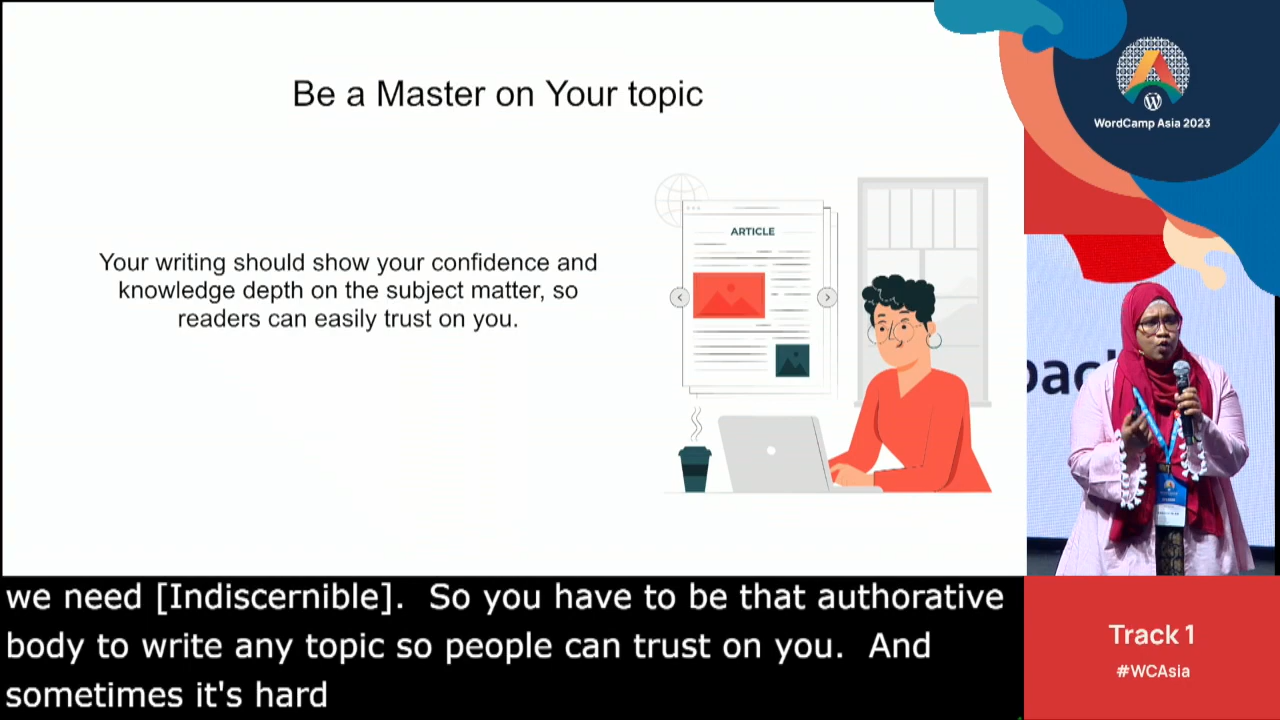 Be a Master on Your topic
Your writing should show your confidence and
knowledge depth on the subject matter, so
readers can easily trust on you.
ARTICLE
WordCamp Asia 2023
we need [Indiscernible].  So you have to be that authorative
body to write any topic so people can trust on you.  And
sometimes it's hard
Track 1
#WCAsia